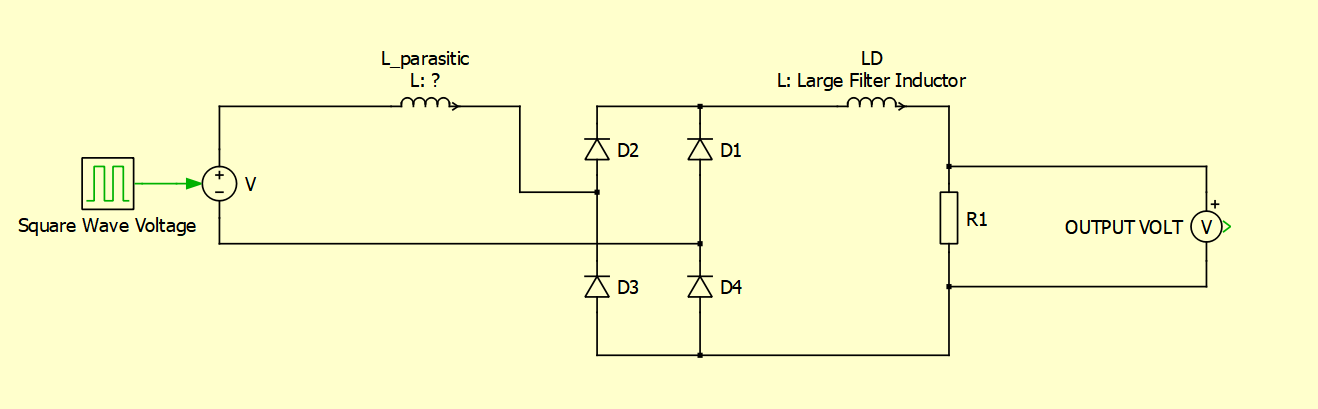 L_parasitic
L: ?
LD
L: Large Filter Inductor
D2
D1
+
−
V
Square Wave Voltage
R1
+
OUTPUT VOLT
V
D3
D4